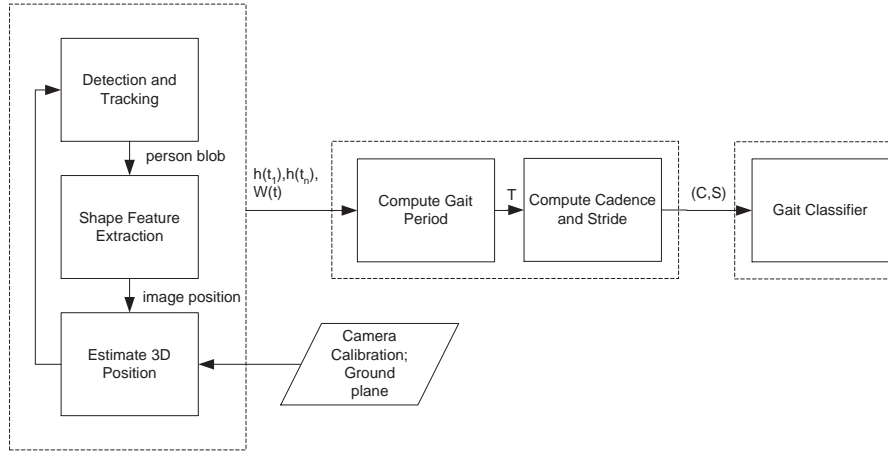 Detection and
Tracking
person blob
Shape Feature
Extraction
image position
Estimate 3D
Position
Camera
Calibration;
Ground
plane
h(t₁),h(tₙ),
W(t)
Compute Gait
Period
T
Compute Cadence
and Stride
(C,S)
Gait Classifier